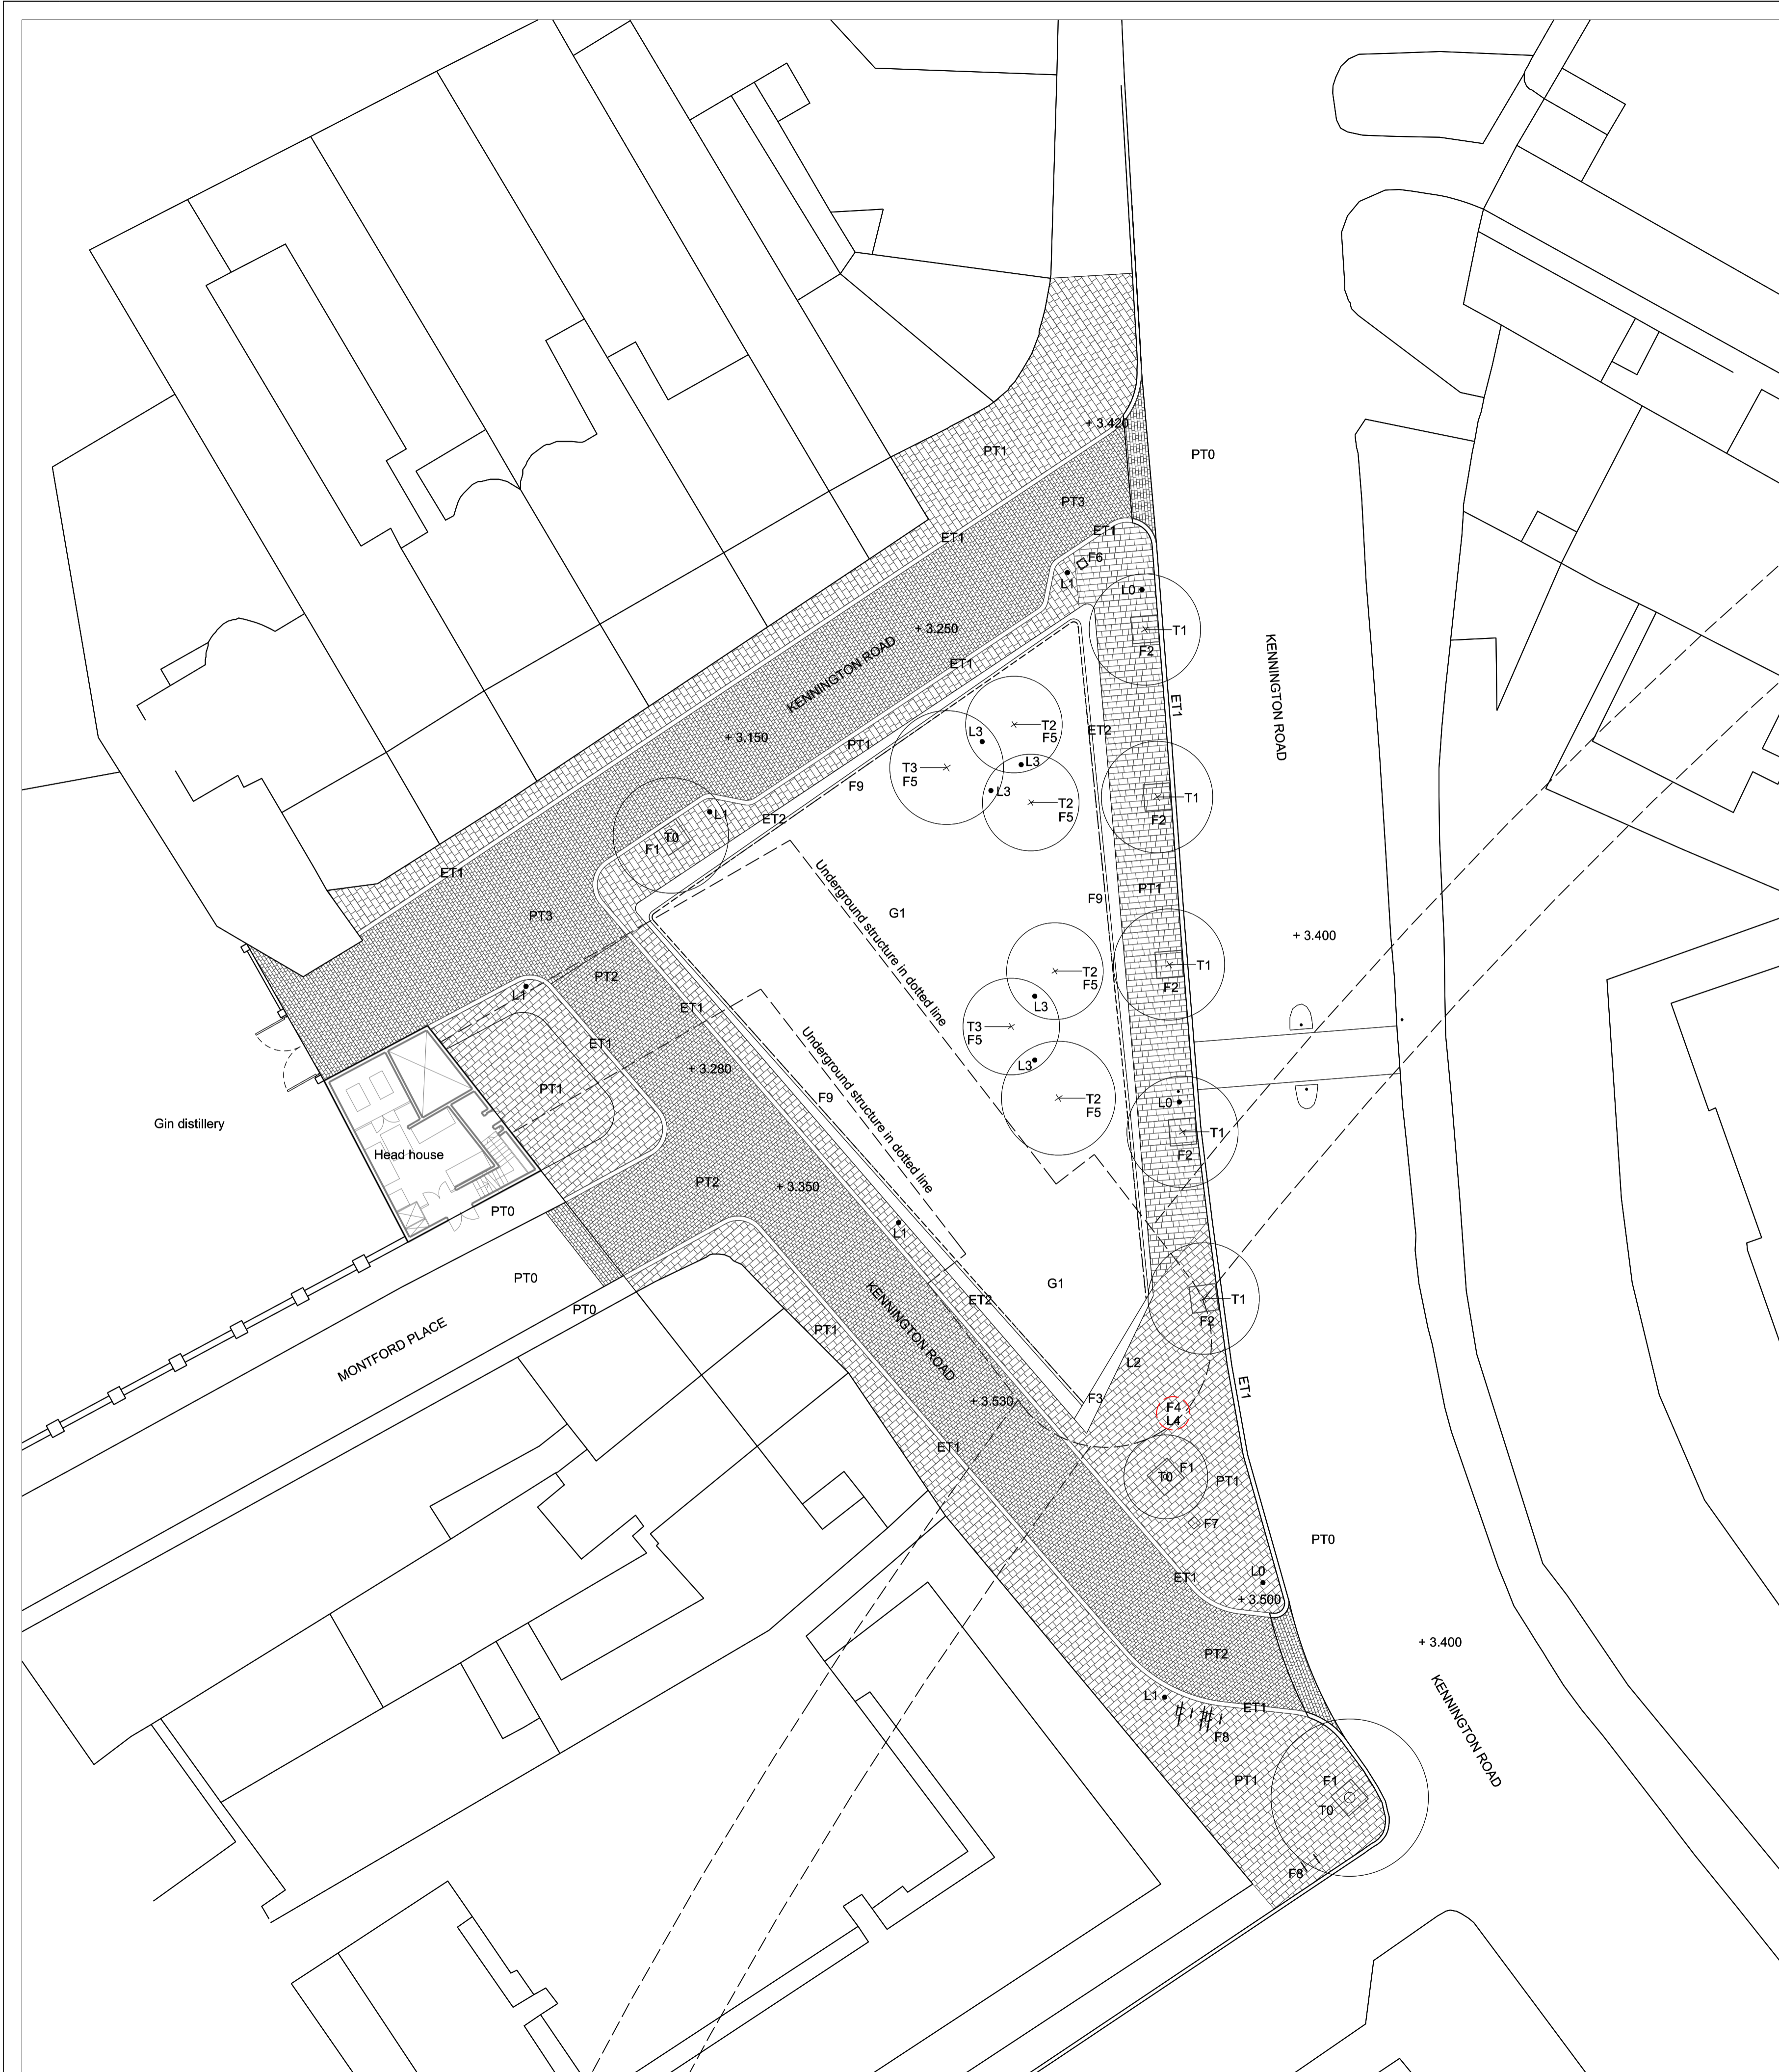 + 3.420
PT1
PT0
PT3
ET1
ET1
F6
L1
L0
T1
F2
+ 3.250
KENNINGTON ROAD
ET1
KENNINGTON ROAD
ET1
T2
F5
ET2
L3
+ 3.150
PT1
L3
T3
F5
F9
L3
T2
F5
T1
F2
L1
ET2
T0
F1
ET1
Underground structure in dotted line
PT1
F9
G1
PT3
+ 3.400
T1
F2
PT2
T2
F5
L1
ET1
L3
Underground structure in dotted line
T3
F5
ET1
L3
+ 3.280
PT1
F9
T2
F5
L0
Gin distillery
T1
F2
Head house
PT2
+ 3.350
PT0
L1
PT0
G1
KENNINGTON ROAD
ET2
T1
F2
PT0
MONTFORD PLACE
PT1
L2
ET1
F3
+ 3.530
F4
L4
ET1
F1
T0
PT1
F7
PT0
ET1
L0
+ 3.500
+ 3.400
PT2
KENNINGTON ROAD
L1
ET1
F8
PT1
F1
T0
F8